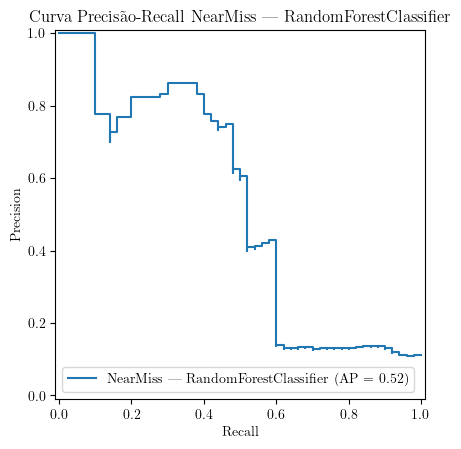 Curva Precisão-Recall NearMiss — RandomForestClassifier
1.0
0.8
0.6
0.4
0.2
0.0
Precision
NearMiss — RandomForestClassifier (AP = 0.52)
0.0 0.2 0.4 0.6 0.8 1.0
Recall